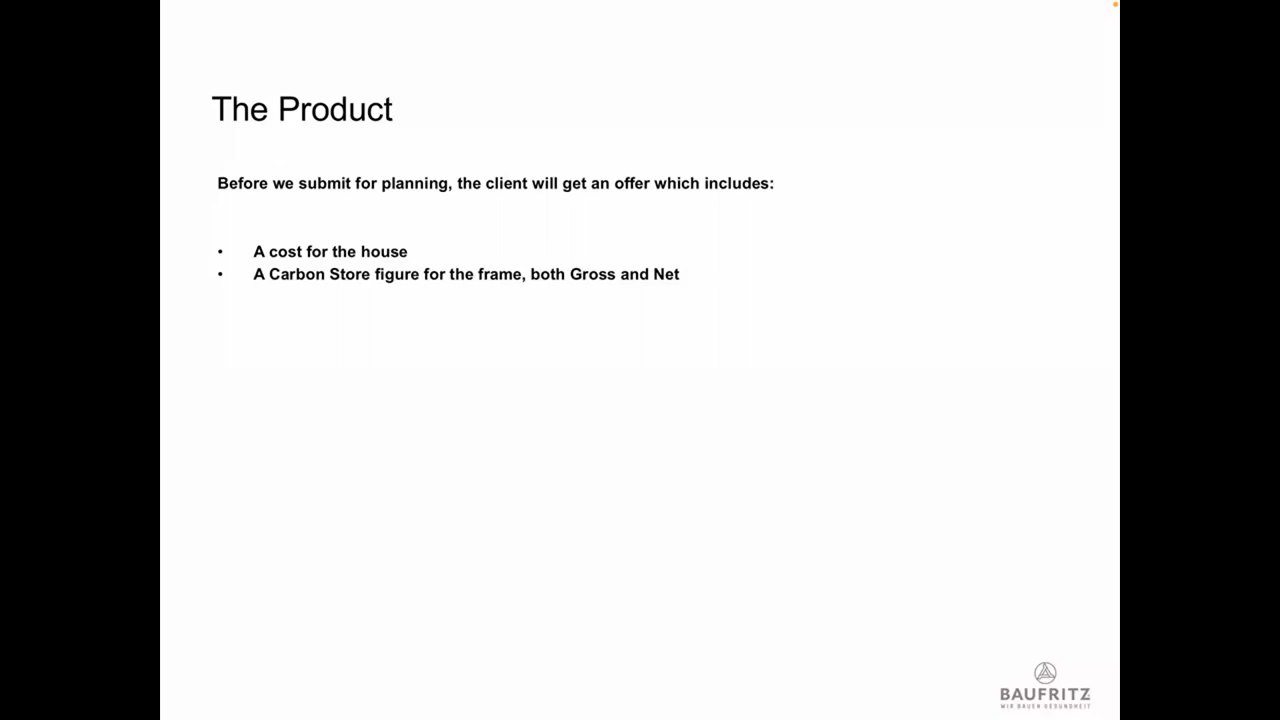 The Product
Before we submit for planning, the client will get an offer which includes:
• A cost for the house
• A Carbon Store figure for the frame, both Gross and Net
BAUFRITZ
WIR BAUEN GESUNDHEIT